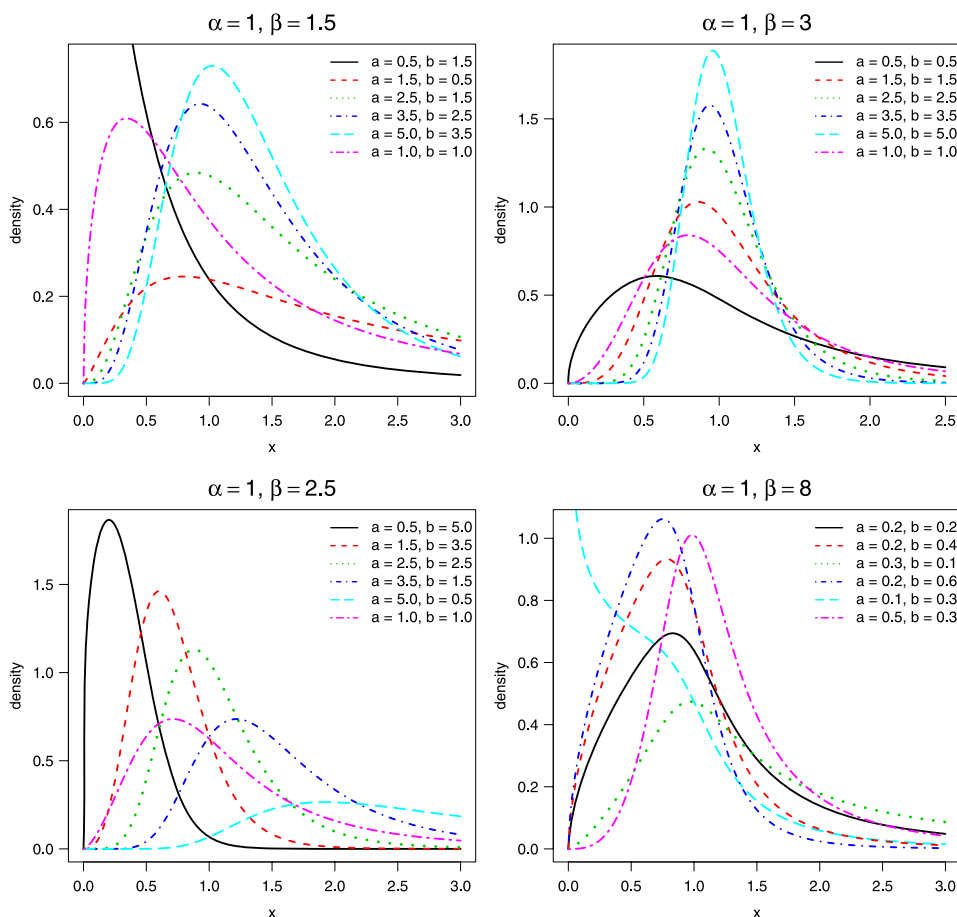 α = 1, β = 1.5
density
0.0
0.2
0.4
0.6
0.0 0.5 1.0 1.5 2.0 2.5 3.0
x
a = 0.5, b = 1.5
a = 1.5, b = 0.5
a = 2.5, b = 1.5
a = 3.5, b = 2.5
a = 5.0, b = 3.5
a = 1.0, b = 1.0
α = 1, β = 3
density
0.0
0.5
1.0
1.5
0.0 0.5 1.0 1.5 2.0 2.5
x
a = 0.5, b = 0.5
a = 1.5, b = 1.5
a = 2.5, b = 2.5
a = 3.5, b = 3.5
a = 5.0, b = 5.0
a = 1.0, b = 1.0
α = 1, β = 2.5
density
0.0
0.5
1.0
1.5
0.0 0.5 1.0 1.5 2.0 2.5 3.0
x
a = 0.5, b = 5.0
a = 1.5, b = 3.5
a = 2.5, b = 2.5
a = 3.5, b = 1.5
a = 5.0, b = 0.5
a = 1.0, b = 1.0
α = 1, β = 8
density
0.0
0.2
0.4
0.6
0.8
1.0
0.0 0.5 1.0 1.5 2.0 2.5 3.0
x
a = 0.2, b = 0.2
a = 0.2, b = 0.4
a = 0.3, b = 0.1
a = 0.2, b = 0.6
a = 0.1, b = 0.3
a = 0.5, b = 0.3